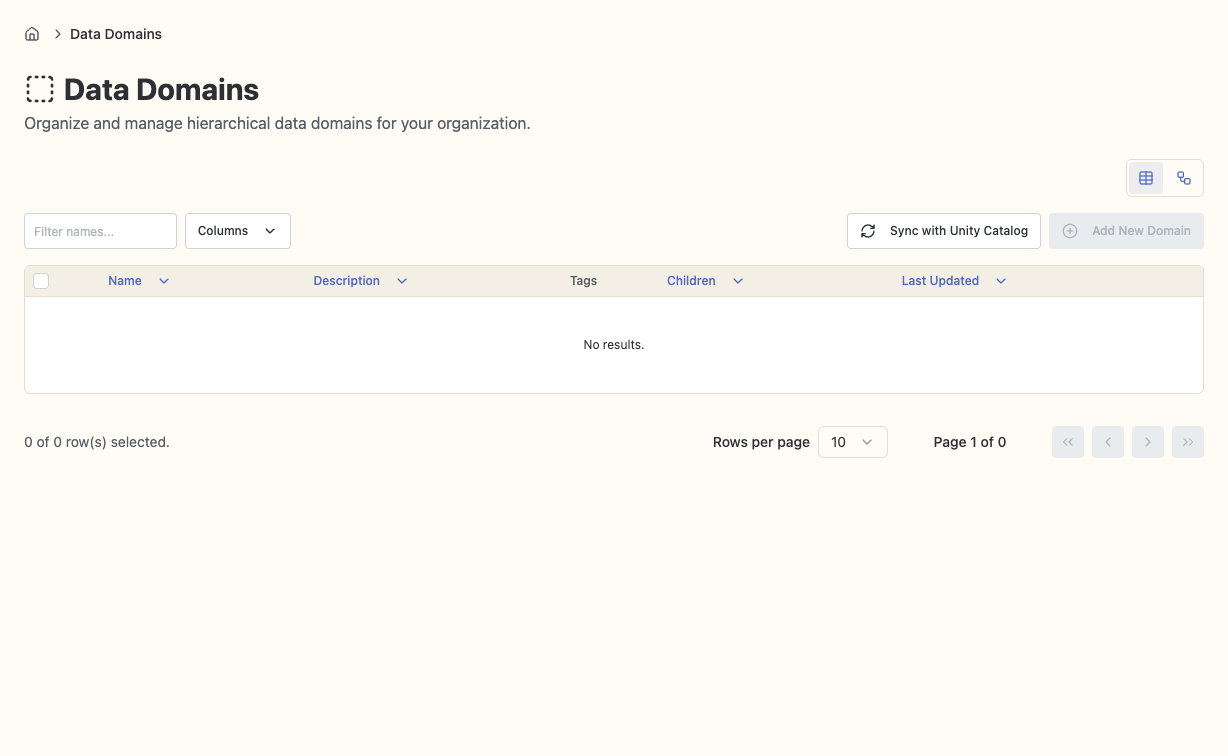 Data Domains
Data Domains
Organize and manage hierarchical data domains for your organization.
Filter names... Columns Sync with Unity Catalog Add New Domain
Name Description Tags Children Last Updated
No results.
0 of 0 row(s) selected. Rows per page 10 Page 1 of 0